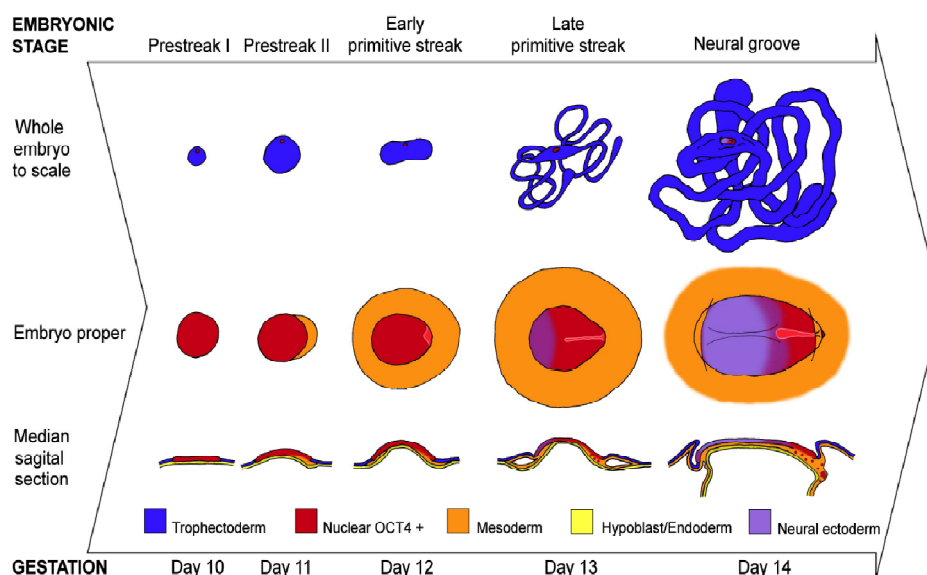 EMBRYONIC
STAGE
Prestreak I
Prestreak II
Early
primitive streak
Late
primitive streak
Neural groove
Whole
embryo
to scale
Embryo proper
Median
sagital
section
Trophectoderm
Nuclear OCT4 +
Mesoderm
Hypoblast/Endoderm
Neural ectoderm
GESTATION
Day 10
Day 11
Day 12
Day 13
Day 14